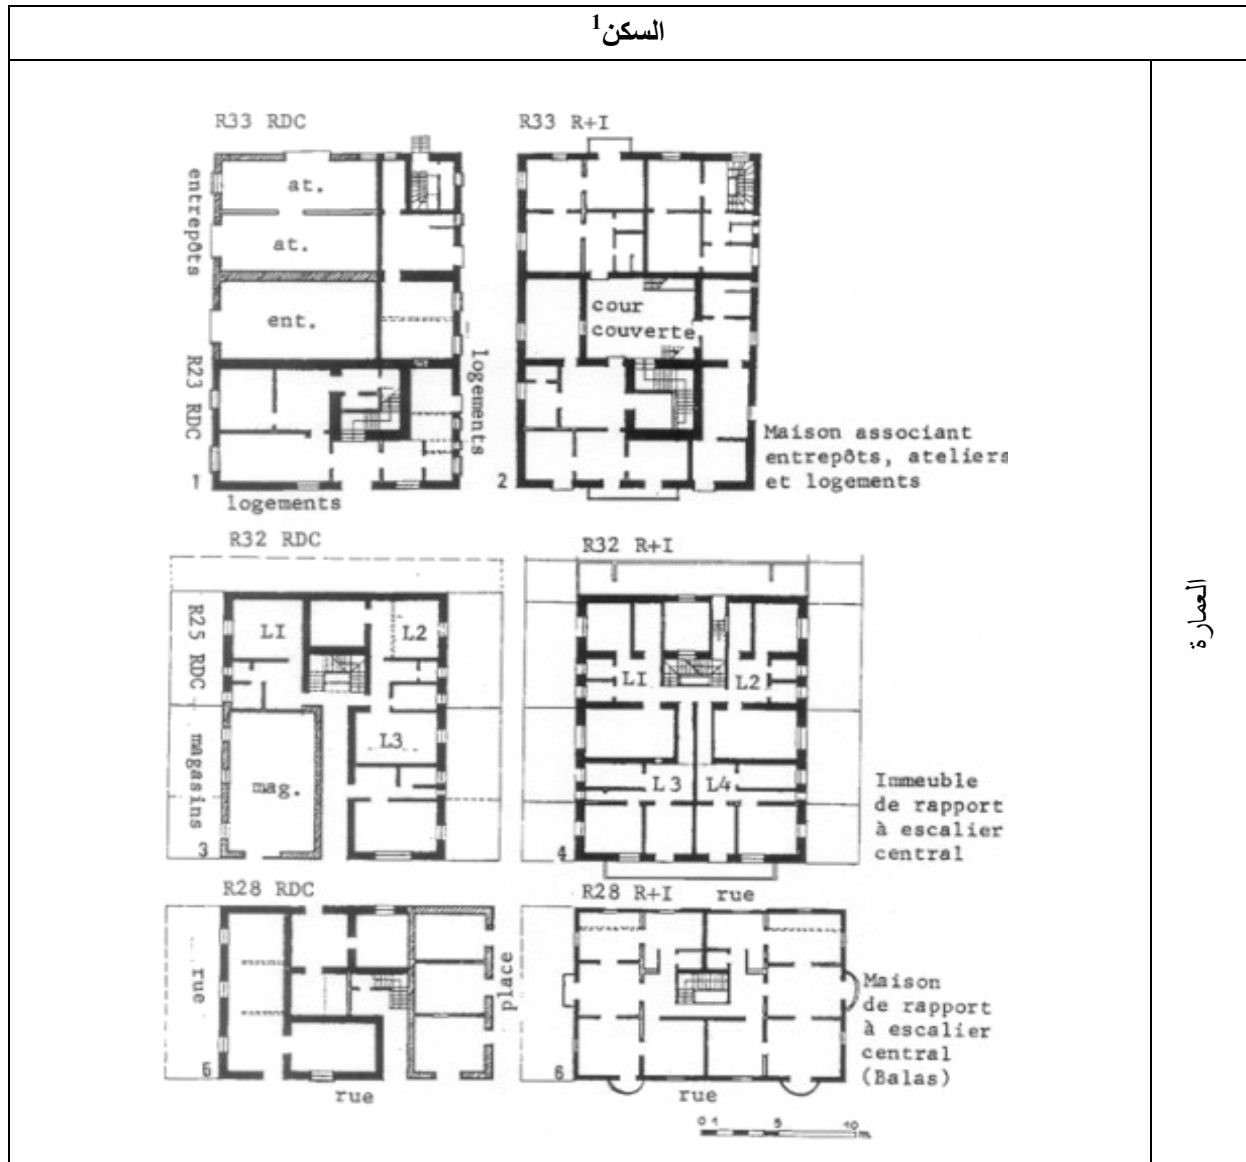 السكن1
العمارة
R33 RDC
R33 R+I
entrepôts
at.
at.
ent.
R23 RDC
logements
1
logements
cour
couverte
2
Maison associant
entrepôts, ateliers
et logements
R32 RDC
R32 R+I
R25 RDC
L1
L2
L3
magasins
mag.
3
L1
L2
L3
L4
4
Immeuble
de rapport
à escalier
central
R28 RDC
R28 R+I
rue
rue
place
rue
rue
6
Maison
de rapport
à escalier
central
(Balas)
0 1 5 10 m